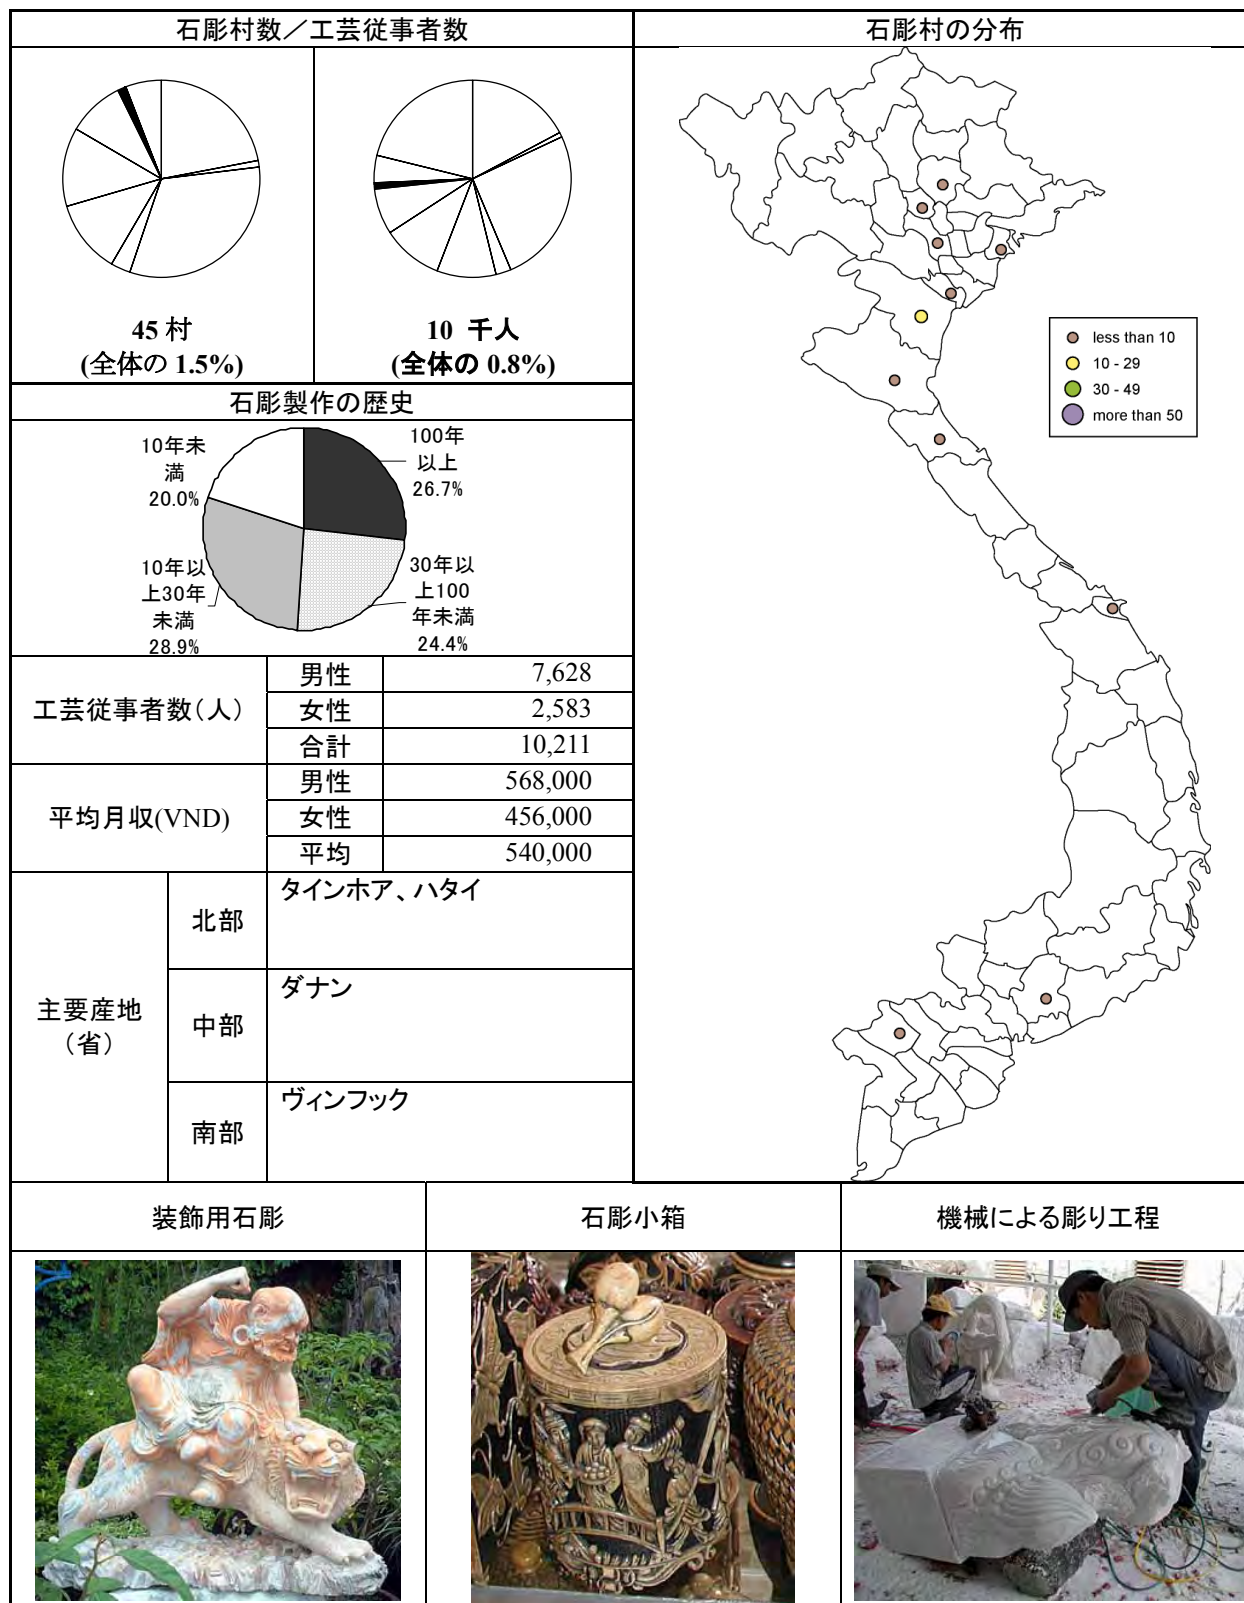 石彫村数／工芸従事者数
石彫村の分布
45 村
(全体の 1.5%)
10 千人
(全体の 0.8%)
less than 10
10 - 29
30 - 49
more than 50
石彫製作の歴史
10年未
満
20.0%
100年
以上
26.7%
10年以
上30年
未満
28.9%
30年以
上100
年未満
24.4%
工芸従事者数（人）
男性
7,628
女性
2,583
合計
10,211
平均月収(VND)
男性
568,000
女性
456,000
平均
540,000
主要産地
（省）
北部
タインホア、ハタイ
中部
ダナン
南部
ヴィンフック
装飾用石彫
石彫小箱
機械による彫り工程